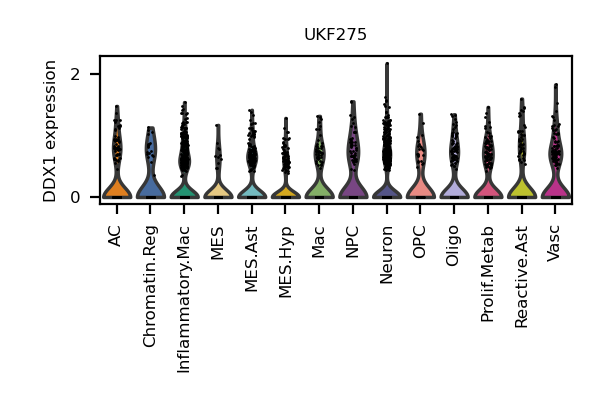 UKF275
DDX1 expression
2
0
AC
Chromatin.Reg
Inflammatory.Mac
MES
MES.Ast
MES.Hyp
Mac
NPC
Neuron
OPC
Oligo
Prolif.Metab
Reactive.Ast
Vasc